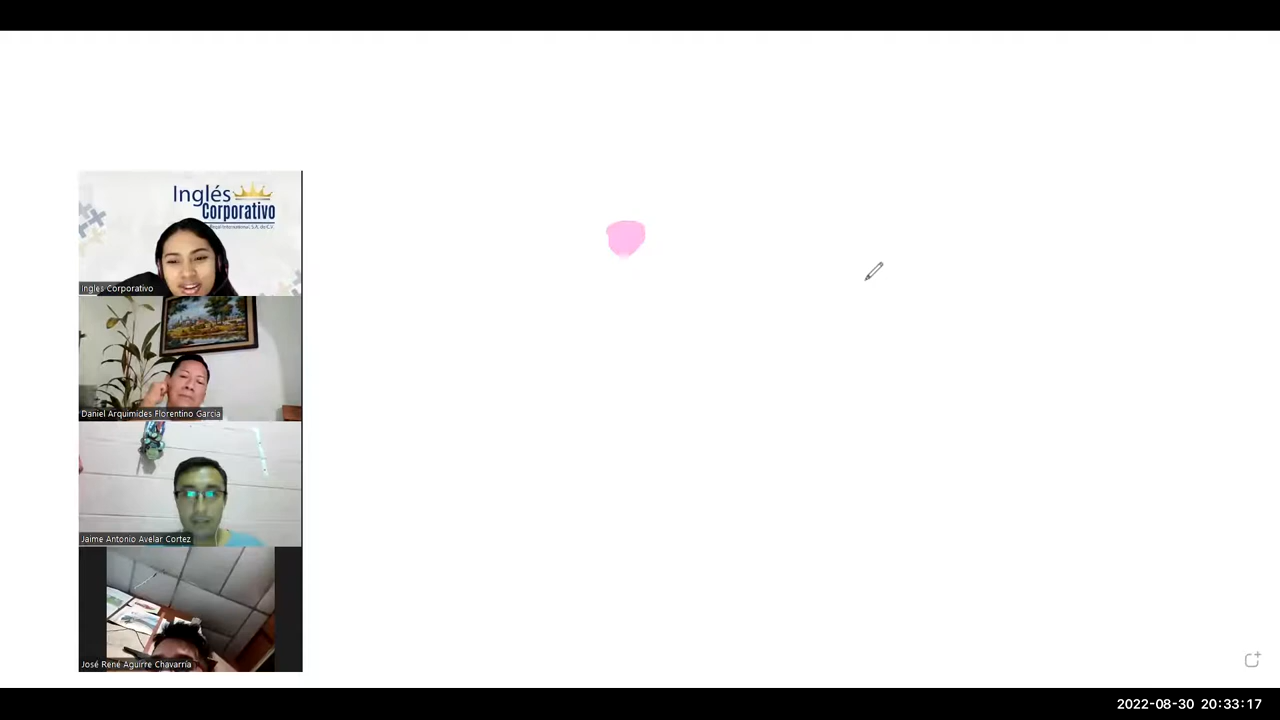 Inglés
Corporativo
Ingles Corporativo
Daniel Arquimides Florentino Garcia
Jaime Antonio Avelar Cortez
José René Aguirre Chavarría
2022-08-30 20:33:17